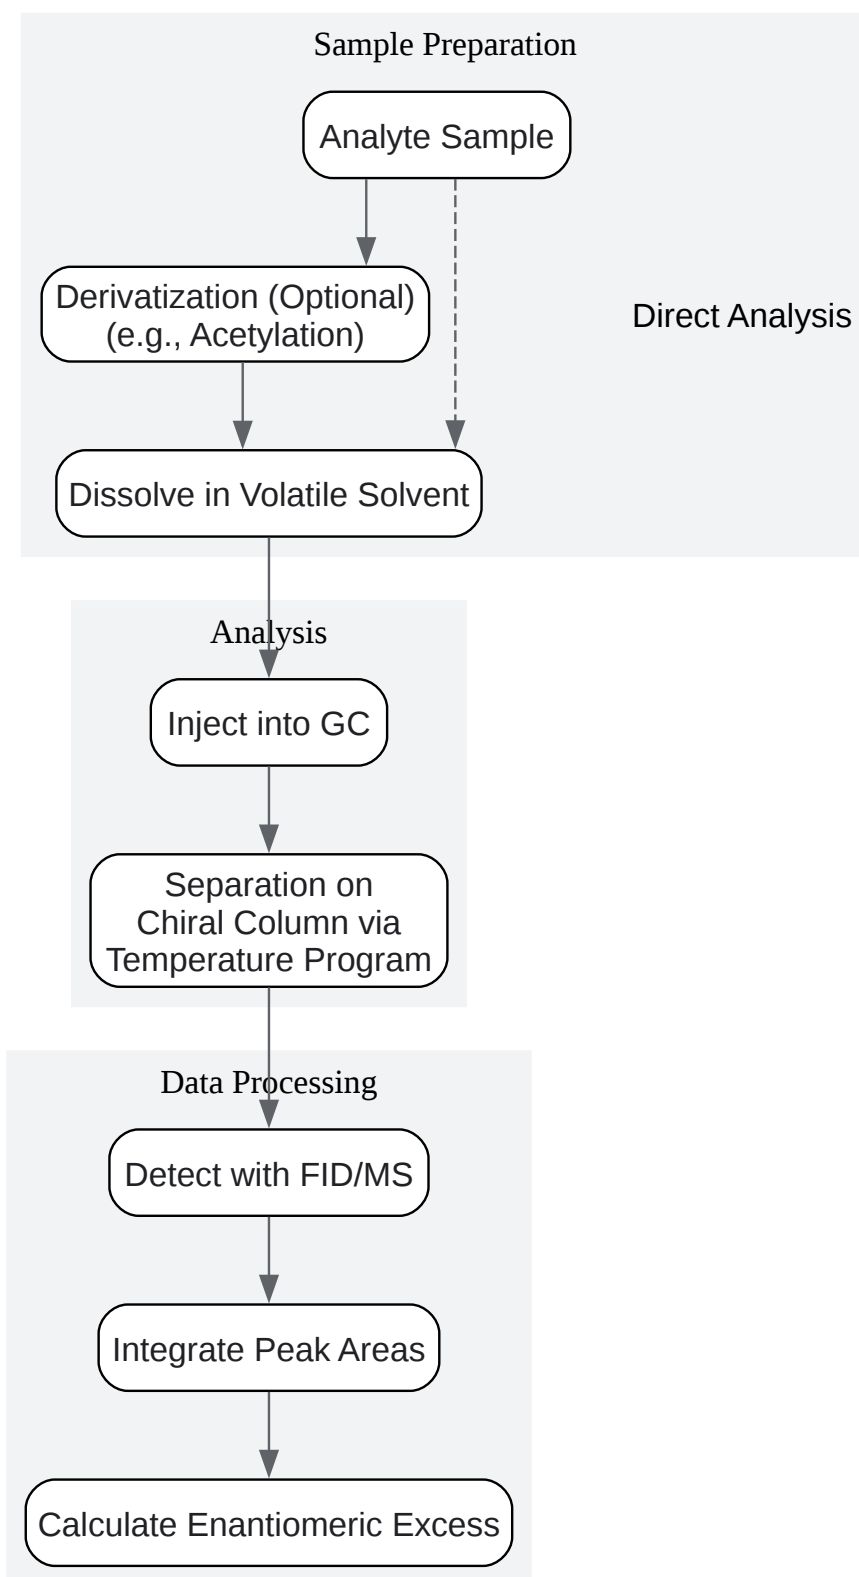 Sample Preparation
Analyte Sample
Derivatization (Optional)
(e.g., Acetylation)
Direct Analysis
Dissolve in Volatile Solvent
Analysis
Inject into GC
Separation on
Chiral Column via
Temperature Program
Data Processing
Detect with FID/MS
Integrate Peak Areas
Calculate Enantiomeric Excess